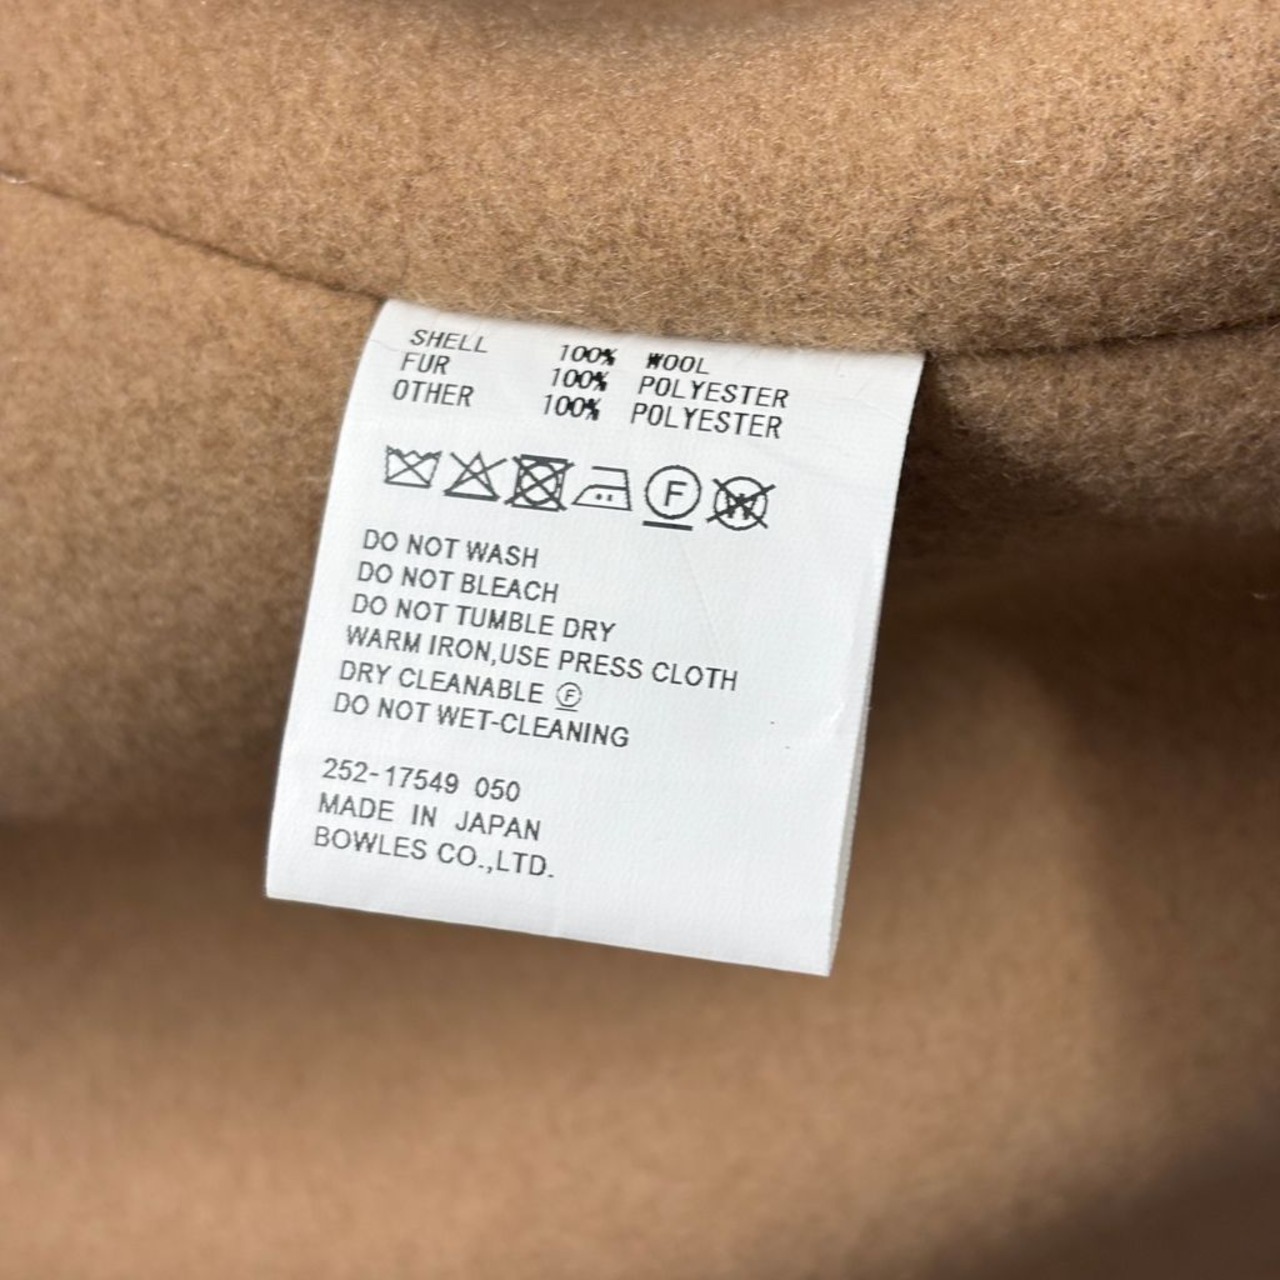 SHELL 100% WOOL
FUR 100% POLYESTER
OTHER 100% POLYESTER
F W
DO NOT WASH
DO NOT BLEACH
DO NOT TUMBLE DRY
WARM IRON,USE PRESS CLOTH
DRY CLEANABLE Ⓕ
DO NOT WET-CLEANING
252-17549 050
MADE IN JAPAN
BOWLES CO.,LTD.